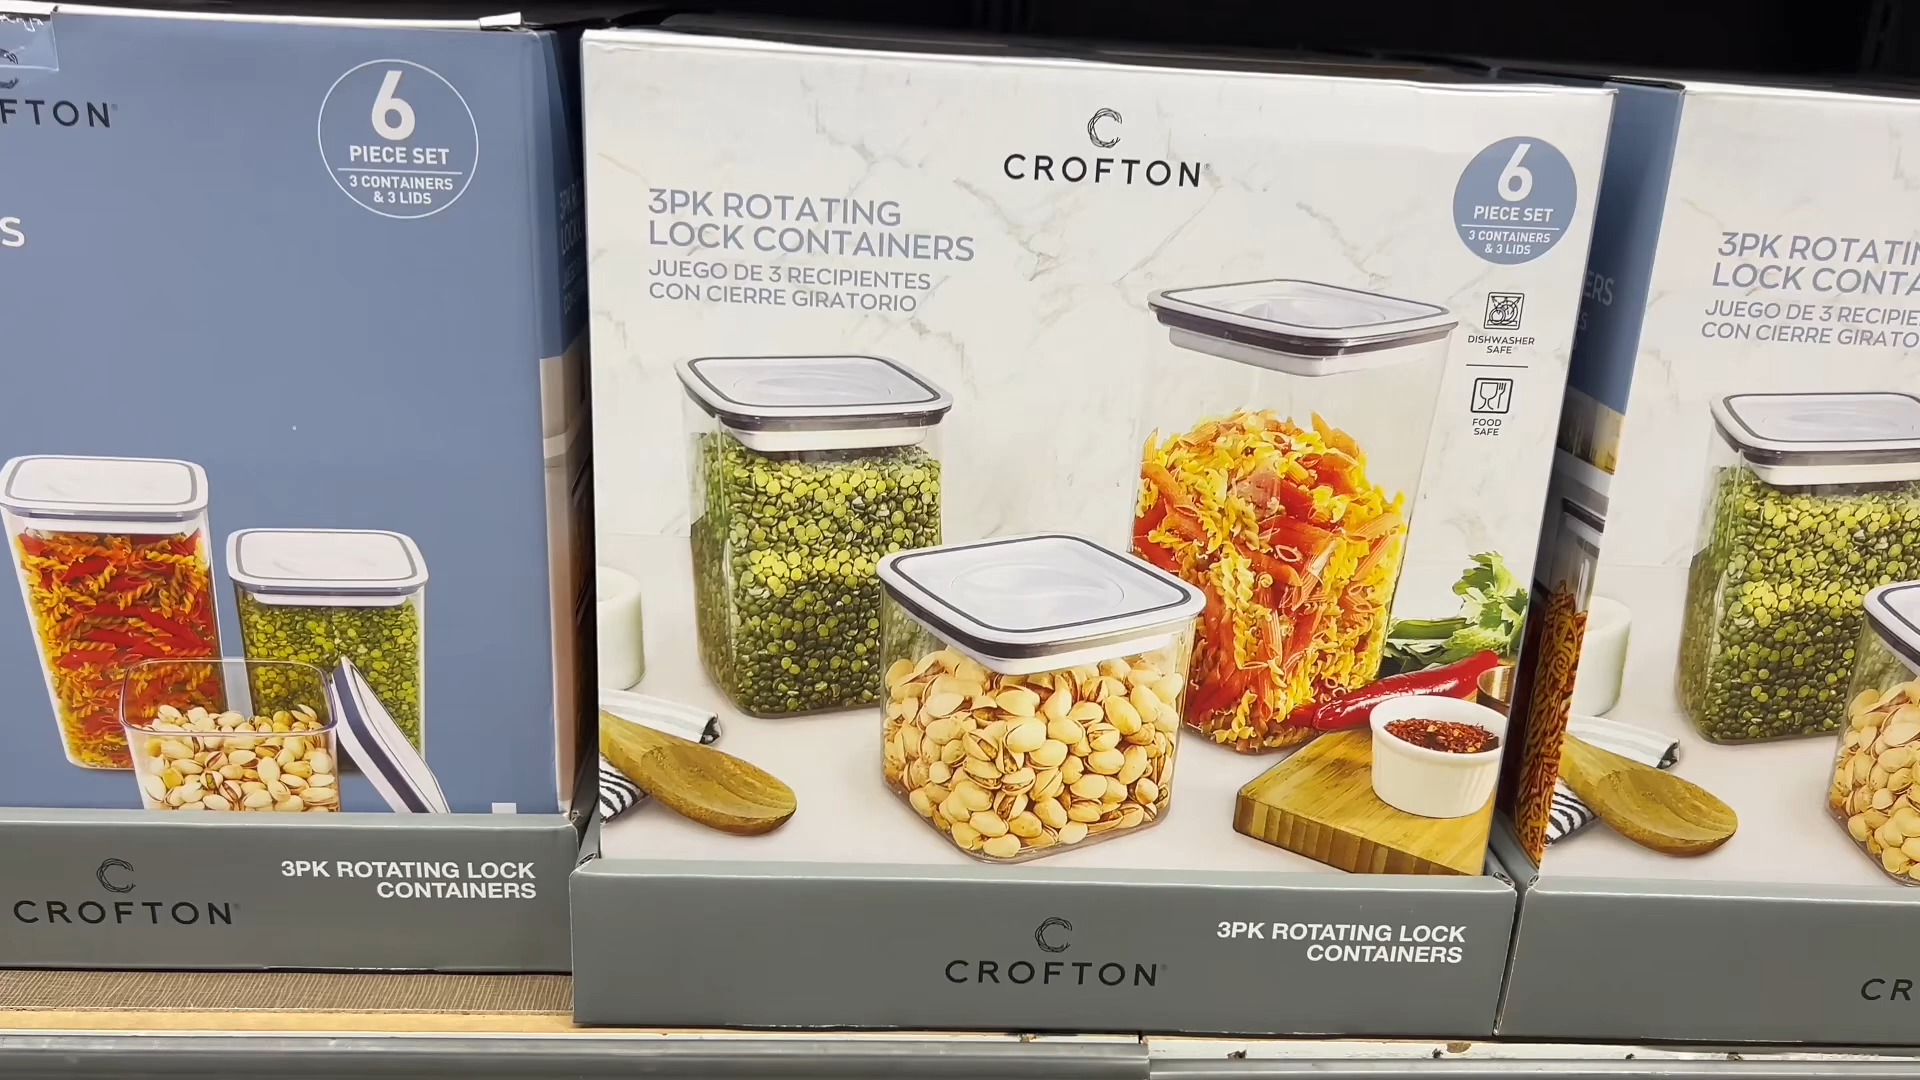 FTON
6
PIECE SET
3 CONTAINERS
& 3 LIDS
S
CROFTON
3PK ROTATING LOCK
CONTAINERS
CROFTON
3PK ROTATING
LOCK CONTAINERS
JUEGO DE 3 RECIPIENTES
CON CIERRE GIRATORIO
6
PIECE SET
3 CONTAINERS
& 3 LIDS
DISHWASHER
SAFE
FOOD
SAFE
CROFTON
3PK ROTATING LOCK
CONTAINERS
ERS
3PK ROTATIN
LOCK CONTA
JUEGO DE 3 RECIPIE
CON CIERRE GIRATO
CR